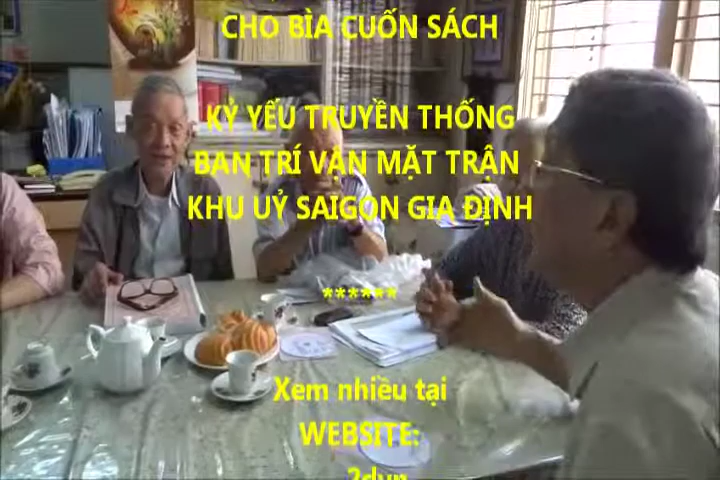 CHO BÌA CUỐN SÁCH
KỶ YẾU TRUYỀN THỐNG
BAN TRÍ VẬN MẶT TRẬN
KHU UỶ SAIGON GIA ĐỊNH
******
Xem nhiều tại
WEBSITE: